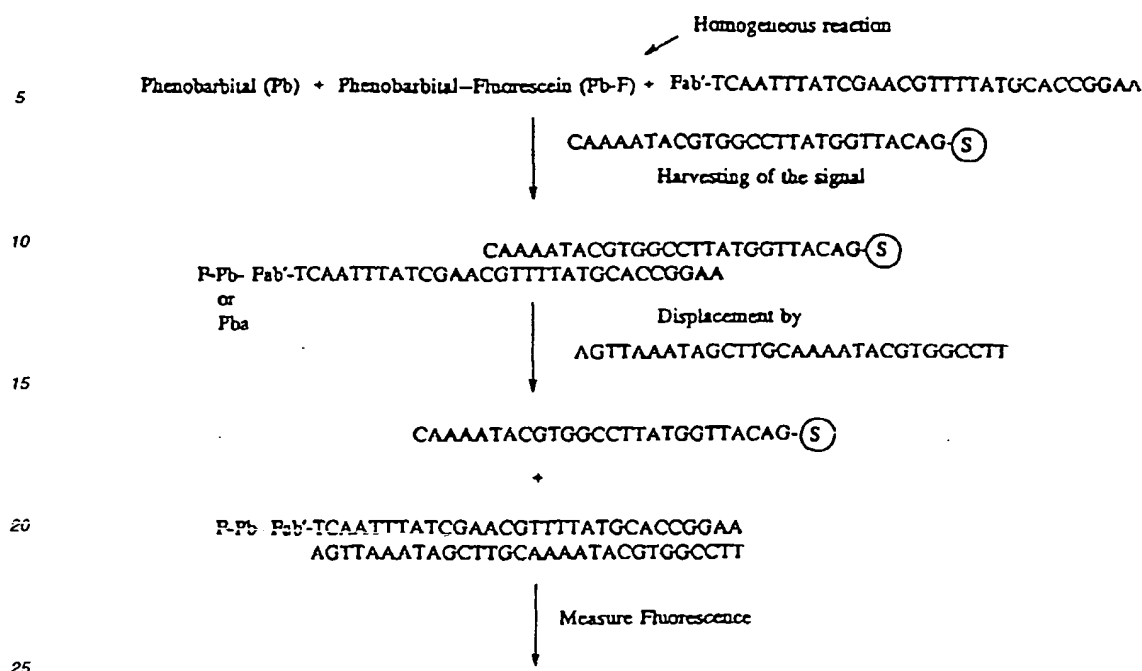 Homogeneous reaction
5
Phenobarbital (Pb) + Phenobarbital–Fluorescein (Pb-F) + Fab'-TCAATTTATCGAACGTTTTATGCACCGGAA
CAAAATACGTGGCCTTATGGTTACAG-S
Harvesting of the signal
10
CAAAATACGTGGCCTTATGGTTACAG-S
F-Pb- Fab'-TCAATTTATCGAACGTTTTATGCACCGGAA
or
Pba
Displacement by
AGTTAAATAGCTTGCAAAATACGTGGCCTT
15
CAAAATACGTGGCCTTATGGTTACAG-S
+
20
F-Pb Fab'-TCAATTTATCGAACGTTTTATGCACCGGAA
AGTTAAATAGCTTGCAAAATACGTGGCCTT
Measure Fluorescence
25